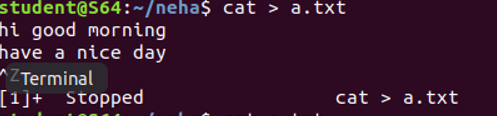 student@S64:~/neha$ cat > a.txt
hi good morning
have a nice day
^Z
Terminal
[1]+  Stopped                 cat > a.txt